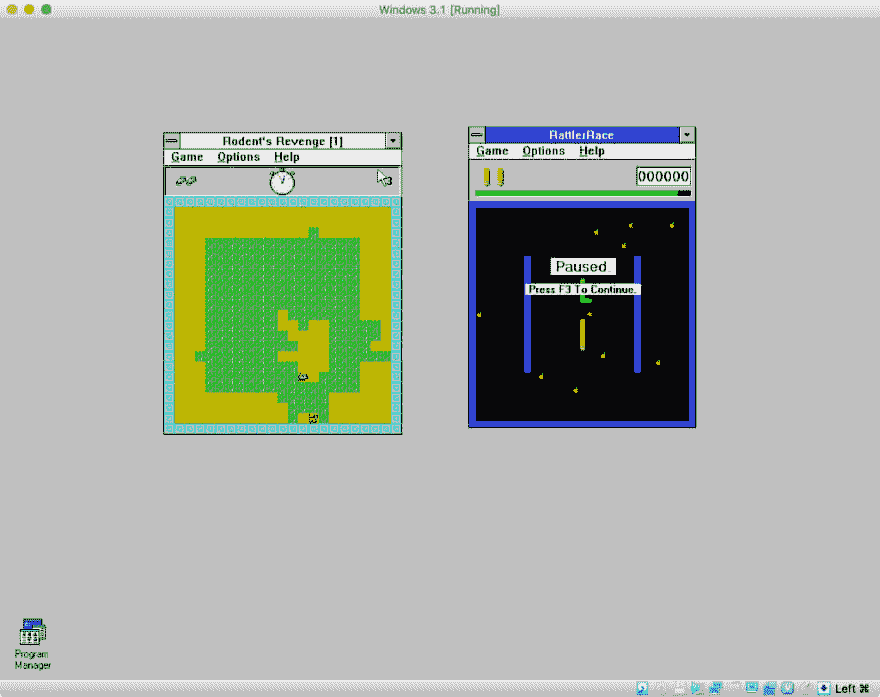 Windows 3.1 [Running]
Rodent's Revenge [1]
Game Options Help
3
RattlerRace
Game Options Help
000000
Paused.
Press F3 To Continue.
Program
Manager
Left ⌘